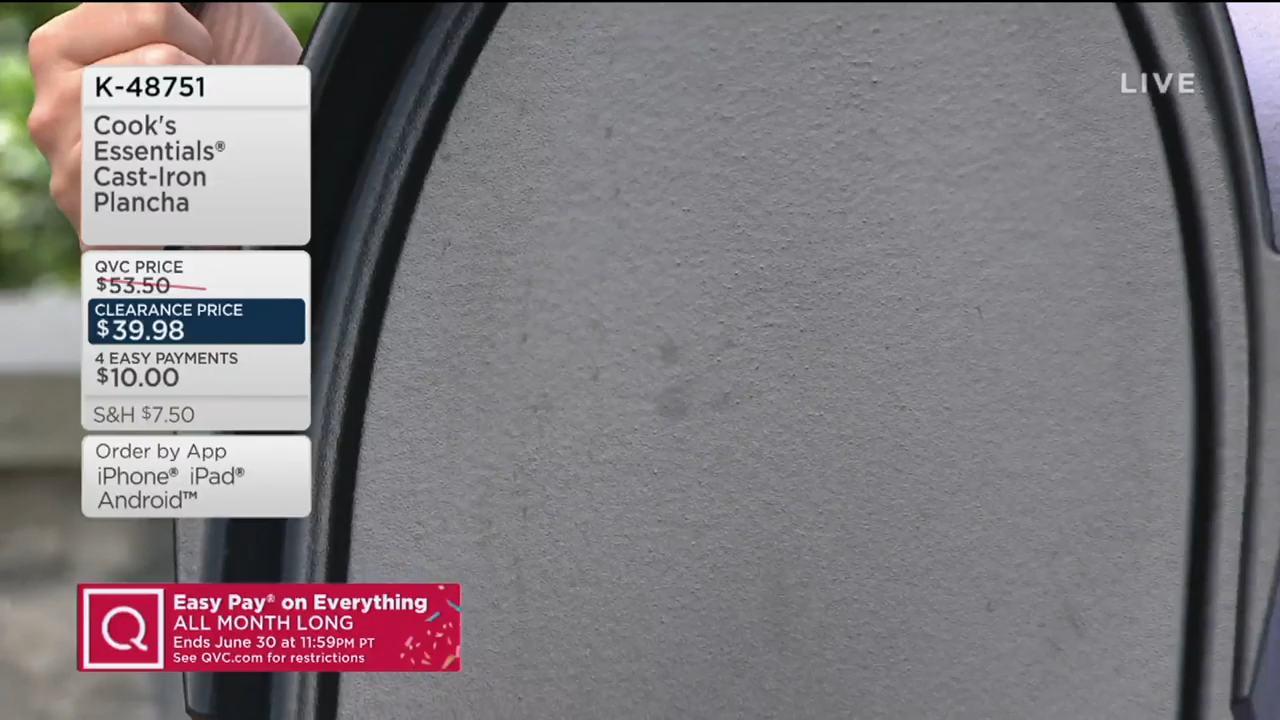 K-48751
Cook's
Essentials®
Cast-Iron
Plancha
QVC PRICE
$53.50
CLEARANCE PRICE
$39.98
4 EASY PAYMENTS
$10.00
S&H $7.50
Order by App
iPhone® iPad®
Android™
LIVE
Q
Easy Pay® on Everything
ALL MONTH LONG
Ends June 30 at 11:59PM PT
See QVC.com for restrictions